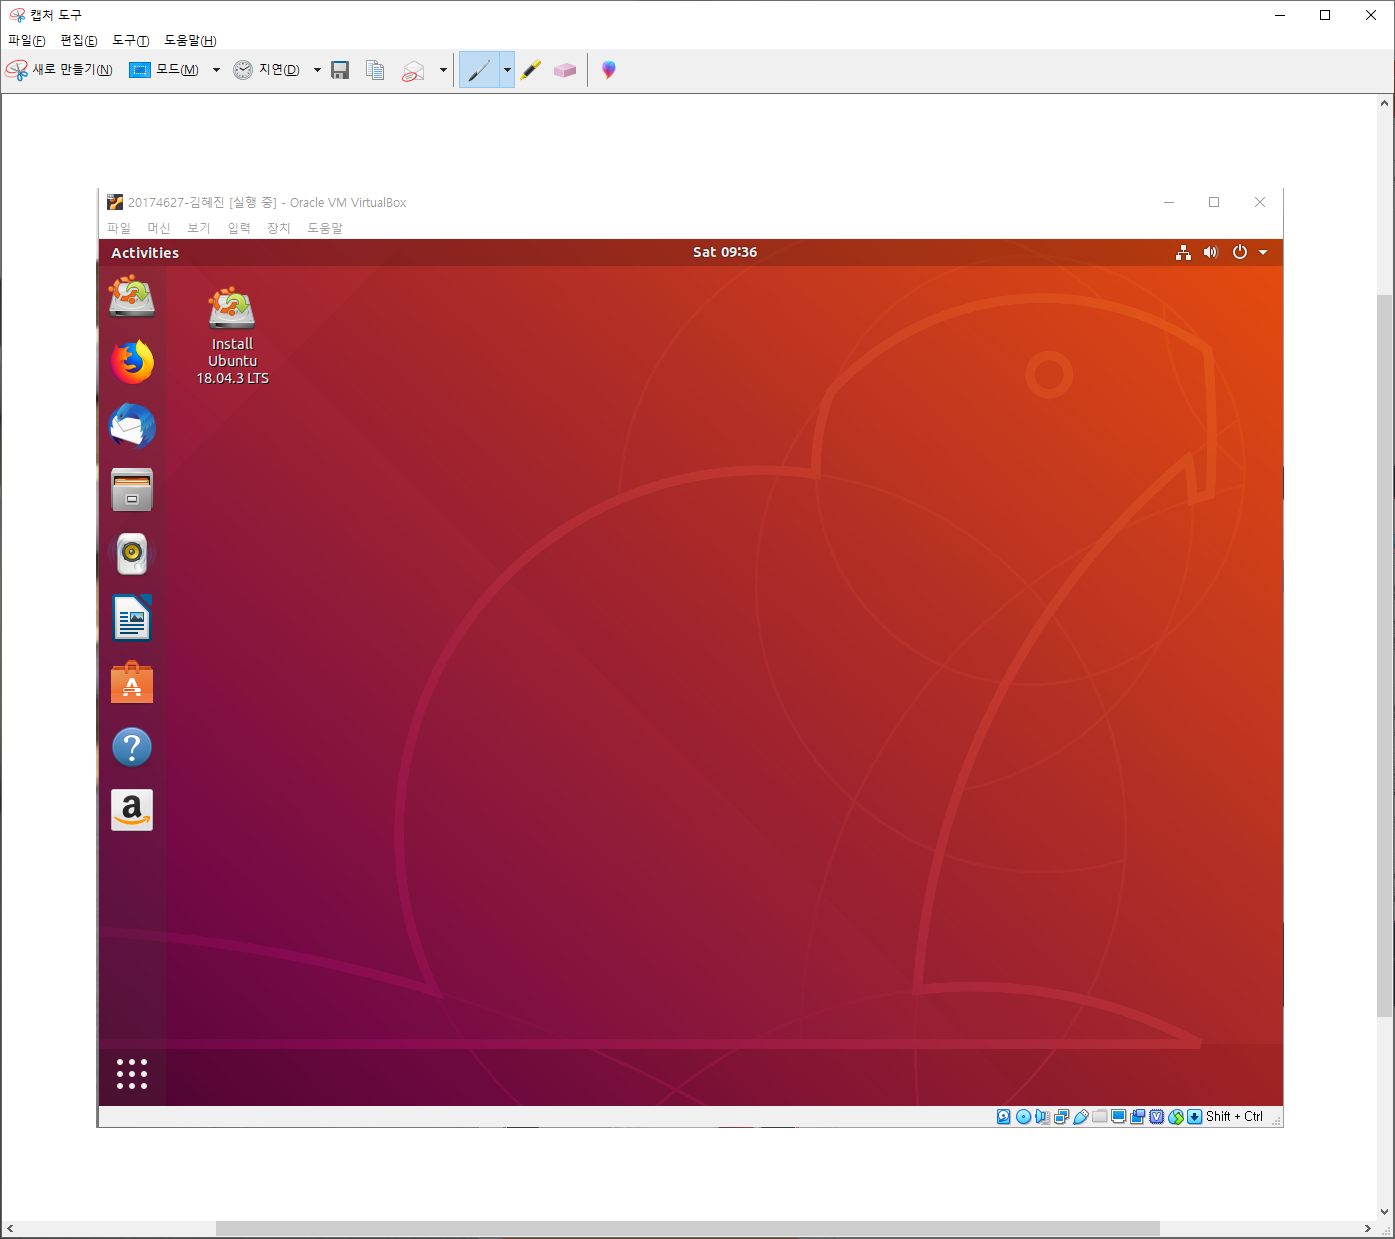 캡처 도구
파일(F) 편집(E) 도구(T) 도움말(H)
새로 만들기(N) 모드(M) 지연(D)
20174627-김혜진 [실행 중] - Oracle VM VirtualBox
파일 머신 보기 입력 장치 도움말
Activities Sat 09:36
Install
Ubuntu
18.04.3 LTS
Shift + Ctrl